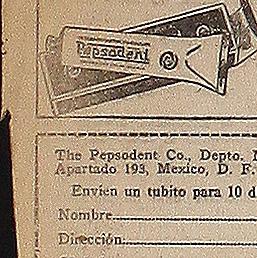 Pepsodent
The Pepsodent Co., Depto.
Apartado 193, Mexico, D. F.
Envíen un tubito para 10 d
Nombre
Dirección